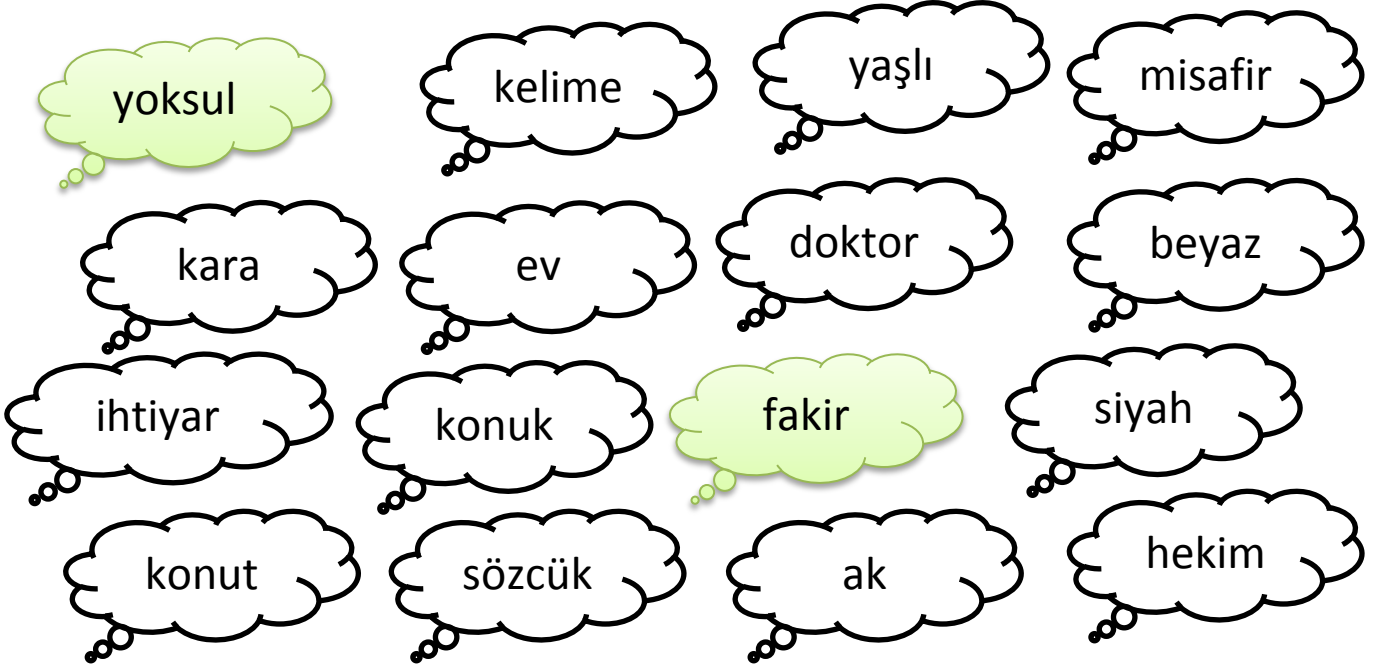 yoksul
kelime
yaşlı
misafir
kara
ev
doktor
beyaz
ihtiyar
konuk
fakir
siyah
konut
sözcük
ak
hekim